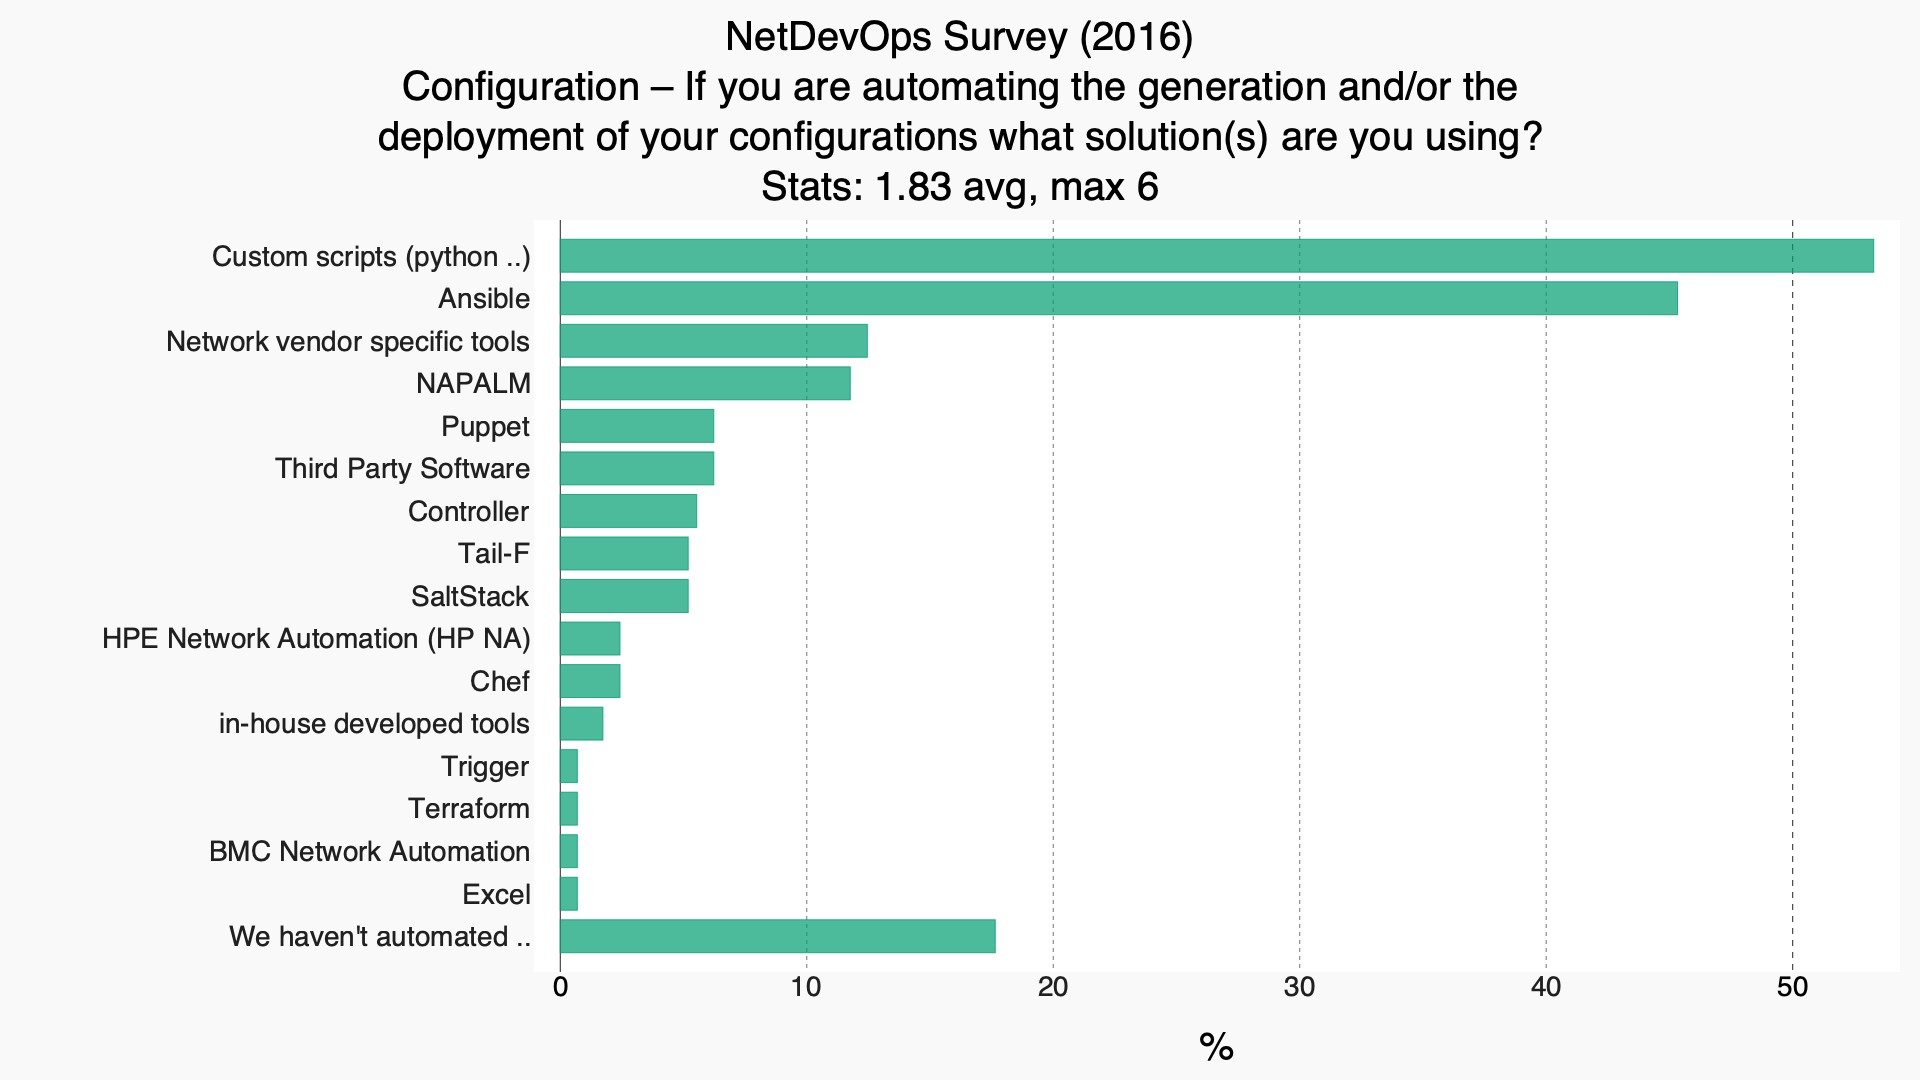 NetDevOps Survey (2016)
Configuration – If you are automating the generation and/or the
deployment of your configurations what solution(s) are you using?
Stats: 1.83 avg, max 6
Custom scripts (python ..)
Ansible
Network vendor specific tools
NAPALM
Puppet
Third Party Software
Controller
Tail-F
SaltStack
HPE Network Automation (HP NA)
Chef
in-house developed tools
Trigger
Terraform
BMC Network Automation
Excel
We haven't automated ..
0 10 20 30 40 50
%